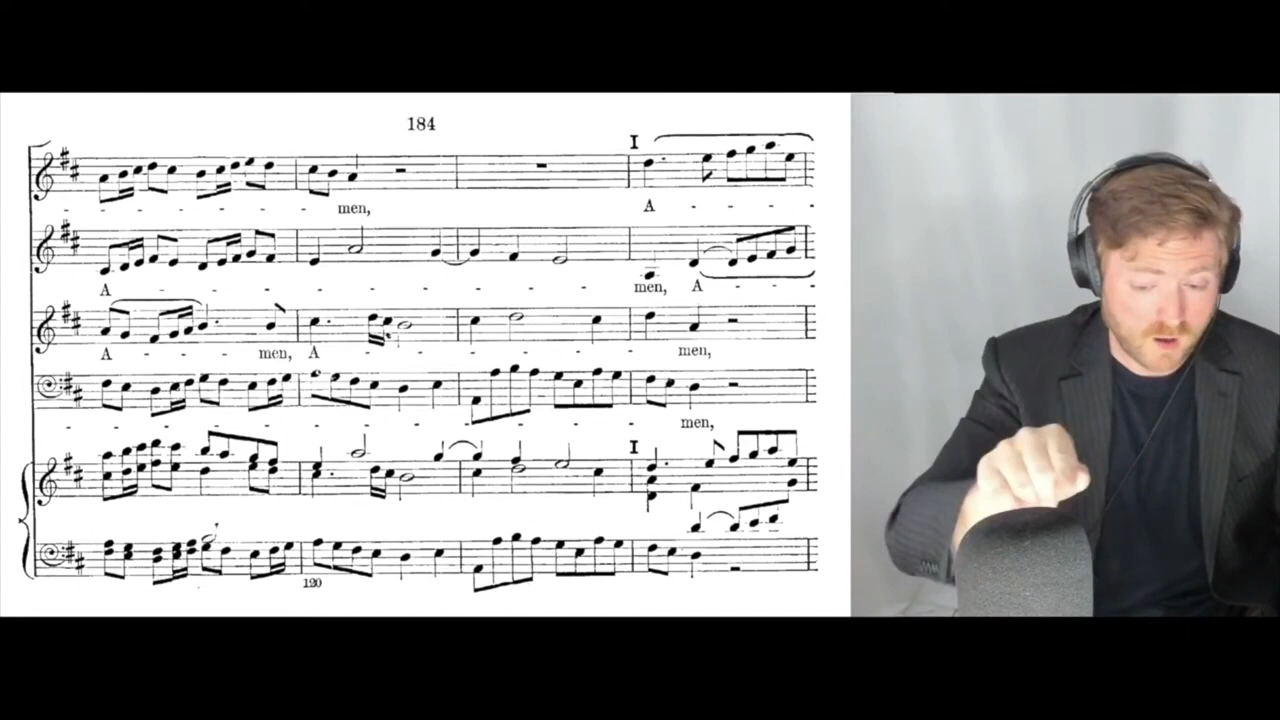 184
I
- - - - - - - men, A - - - -
A - - - - - - - - - - men, A - - -
A - - - men, A - - - - - - - - men,
- - - - - - - - - - - - - men,
I
120